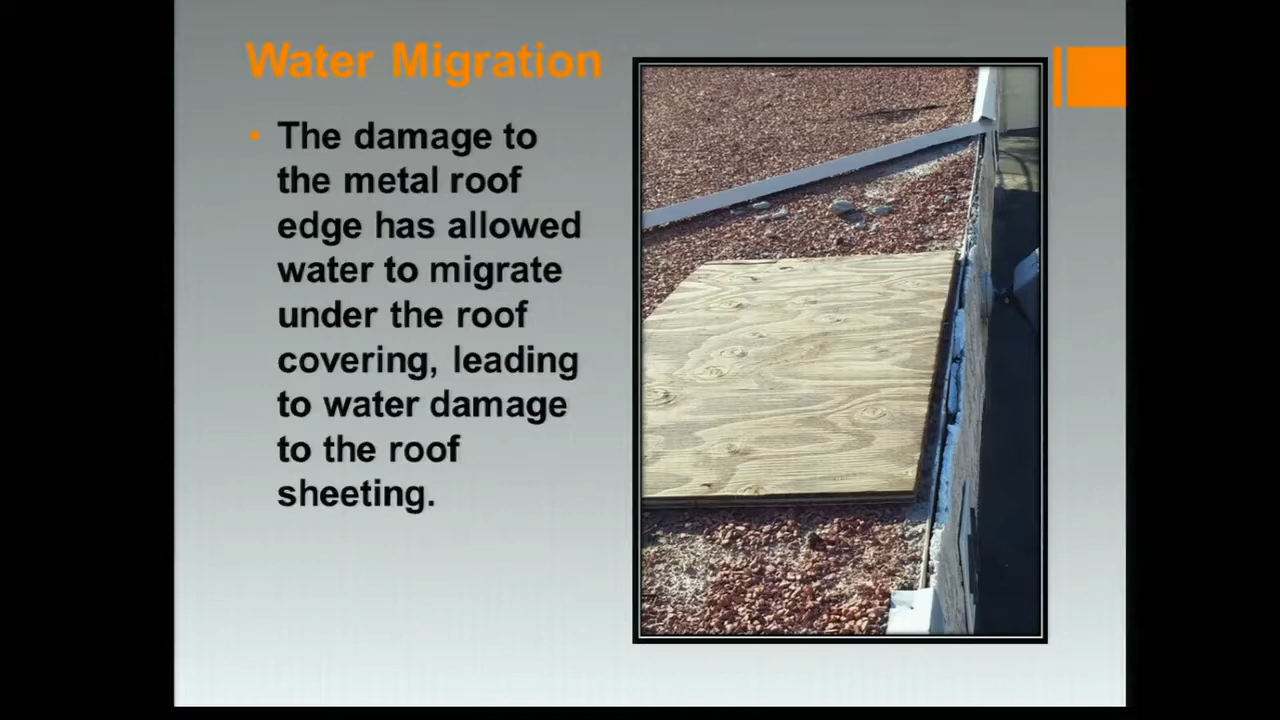 Water Migration
• The damage to
the metal roof
edge has allowed
water to migrate
under the roof
covering, leading
to water damage
to the roof
sheeting.